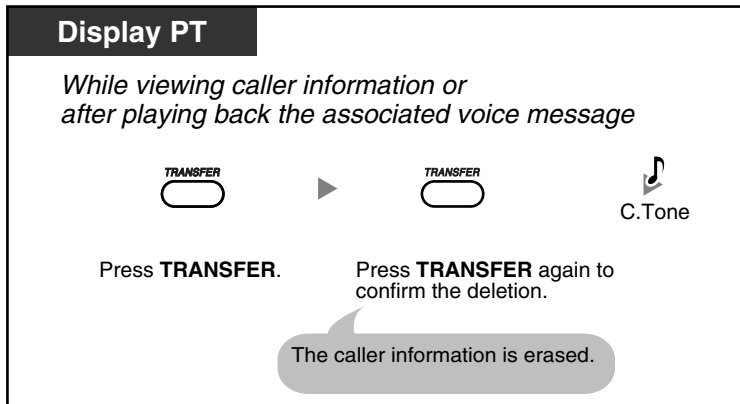 Display PT
While viewing caller information or
after playing back the associated voice message
TRANSFER
TRANSFER
C.Tone
Press TRANSFER.
Press TRANSFER again to
confirm the deletion.
The caller information is erased.